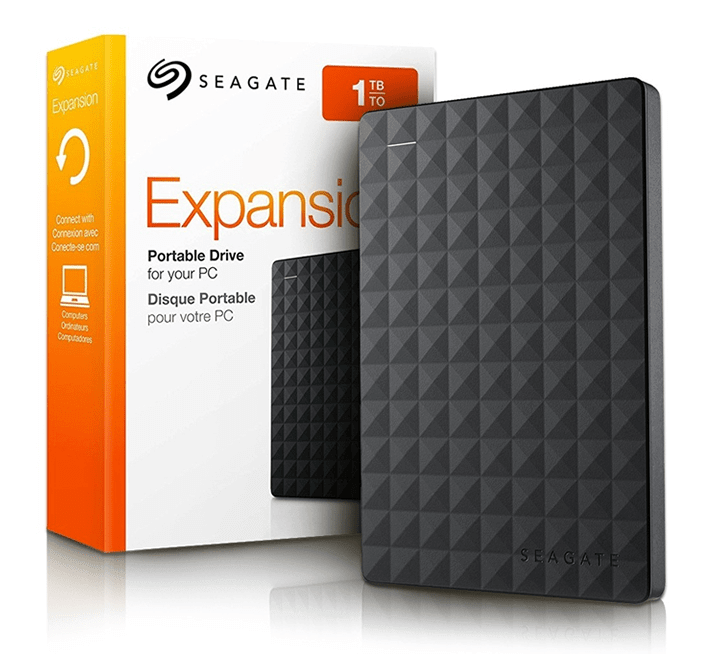 SEAGATE
Expansion
Connect with
Connexion avec
Conecte-se com
Computers
Ordinateurs
Computadores
SEAGATE
1 TB
TO
Expansio
Portable Drive
for your PC
Disque Portable
pour votre PC
SEAGATE